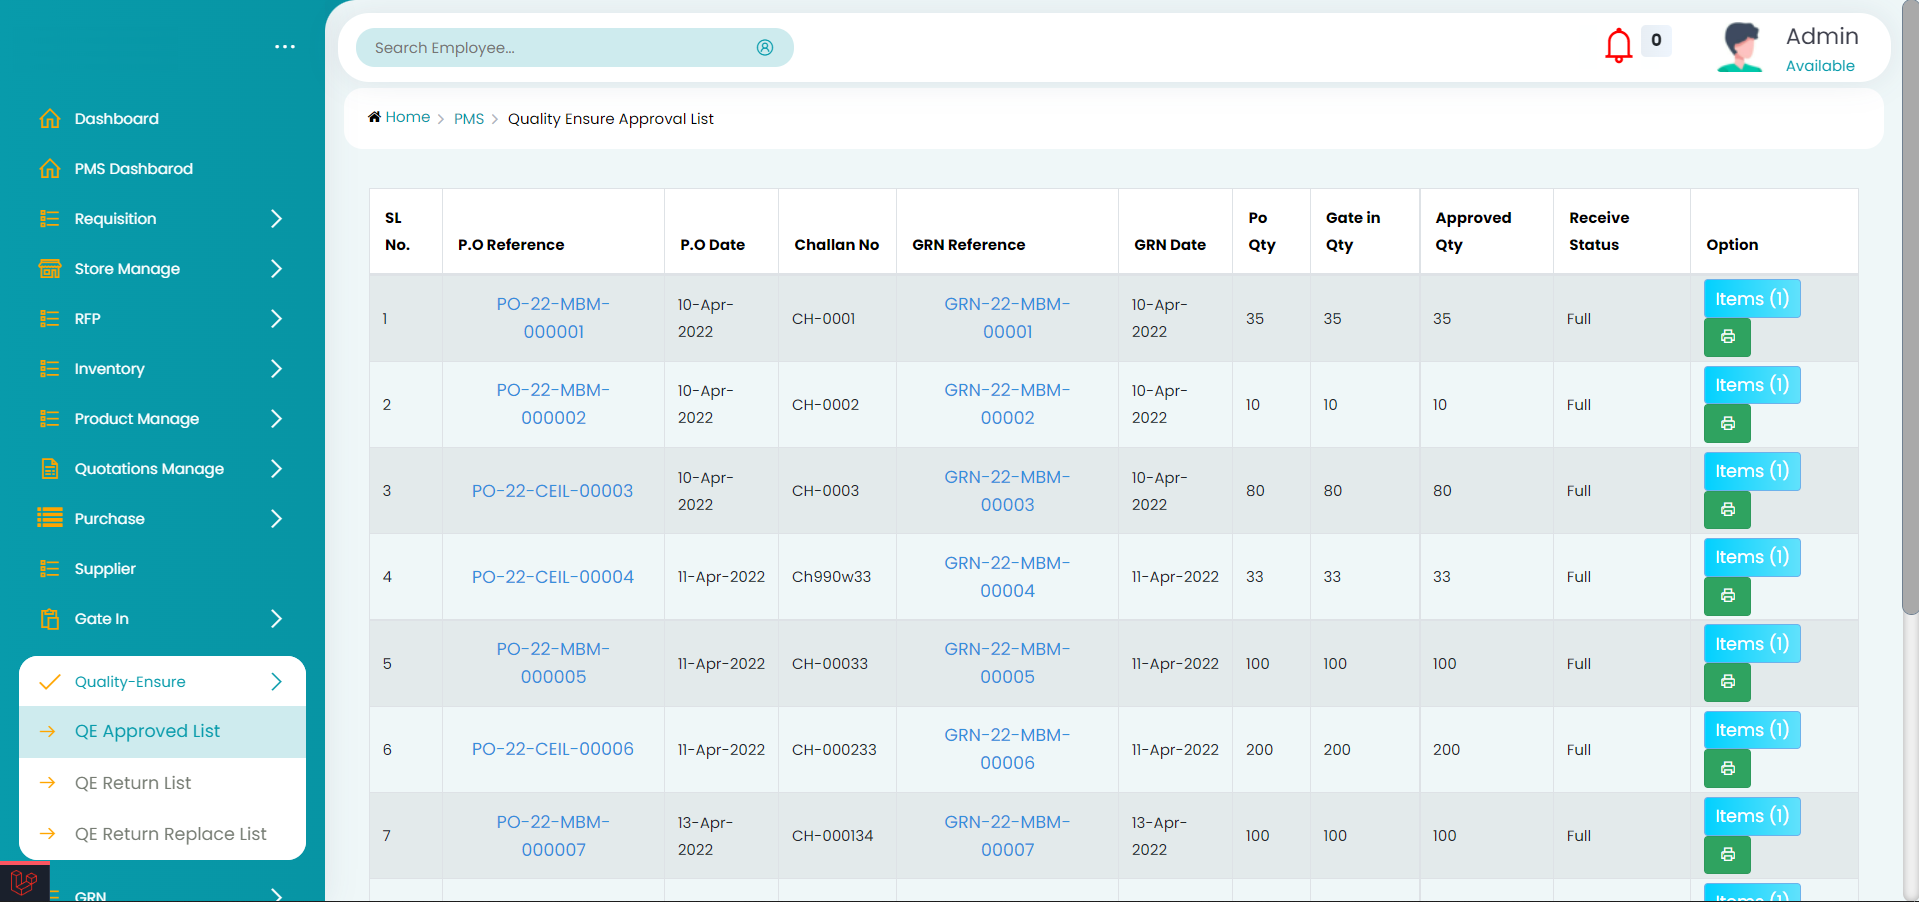 Search Employee...
0
Admin
Available
Dashboard
PMS Dashbarod
Requisition
Store Manage
RFP
Inventory
Product Manage
Quotations Manage
Purchase
Supplier
Gate In
Quality-Ensure
QE Approved List
QE Return List
QE Return Replace List
GRN
Home > PMS > Quality Ensure Approval List
SL No. P.O Reference P.O Date Challan No GRN Reference GRN Date Po Qty Gate in Qty Approved Qty Receive Status Option
1 PO-22-MBM-000001 10-Apr-2022 CH-0001 GRN-22-MBM-00001 10-Apr-2022 35 35 35 Full Items (1)
2 PO-22-MBM-000002 10-Apr-2022 CH-0002 GRN-22-MBM-00002 10-Apr-2022 10 10 10 Full Items (1)
3 PO-22-CEIL-00003 10-Apr-2022 CH-0003 GRN-22-MBM-00003 10-Apr-2022 80 80 80 Full Items (1)
4 PO-22-CEIL-00004 11-Apr-2022 Ch990w33 GRN-22-MBM-00004 11-Apr-2022 33 33 33 Full Items (1)
5 PO-22-MBM-000005 11-Apr-2022 CH-00033 GRN-22-MBM-00005 11-Apr-2022 100 100 100 Full Items (1)
6 PO-22-CEIL-00006 11-Apr-2022 CH-000233 GRN-22-MBM-00006 11-Apr-2022 200 200 200 Full Items (1)
7 PO-22-MBM-000007 13-Apr-2022 CH-000134 GRN-22-MBM-00007 13-Apr-2022 100 100 100 Full Items (1)
Items (1)